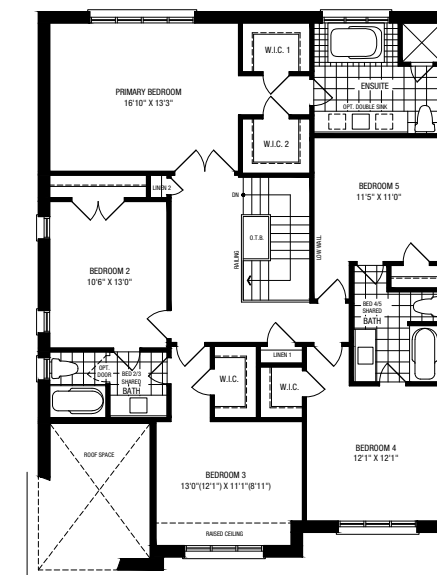 W.I.C. 1
PRIMARY BEDROOM
16'10" X 13'3"
ENSUITE
OPT. DOUBLE SINK
W.I.C. 2
LINEN 2
DN
BEDROOM 5
11'5" X 11'0"
O.T.B.
RAILING
LOW WALL
BEDROOM 2
10'6" X 13'0"
BED 4/5
SHARED
BATH
LINEN 1
OPT.
DOOR
BED 2/3
SHARED
BATH
W.I.C.
W.I.C.
ROOF SPACE
BEDROOM 3
13'0"(12'1") X 11'1"(8'11")
BEDROOM 4
12'1" X 12'1"
RAISED CEILING